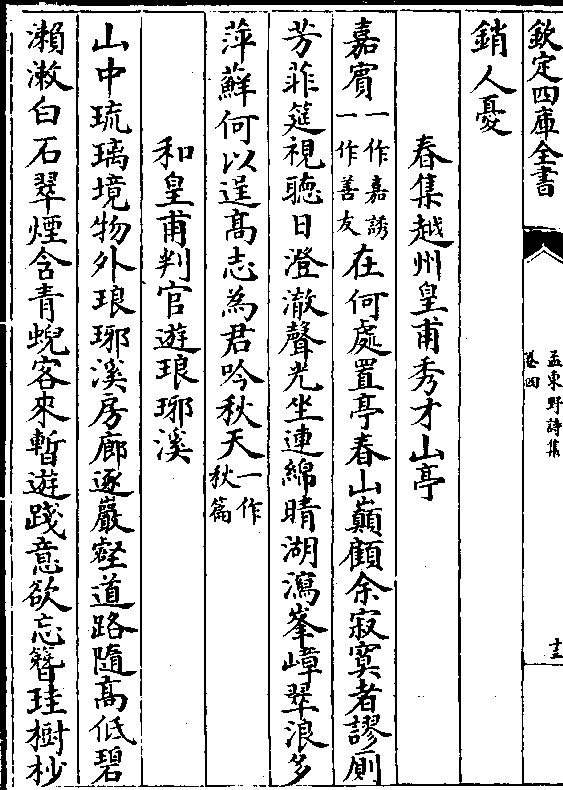 欽定四庫全書
孟東野詩集
卷四
十三
銷人憂
春集越州皇甫秀才山亭
嘉賓一作嘉誘一作善友在何處置亭春山巔顧余寂寞者謬厠
芳菲筵視聽日澄澈聲光坐連綿晴湖瀉峯嶂翠浪多
萍蘚何以逞高志為君吟秋天一作秋篇
和皇甫判官遊琅琊溪
山中琉璃境物外琅琊溪房廊逐巖壑道路隨高低碧
瀨漱白石翠煙含青蜺客來暫遊踐意欲忘簪珪樹杪